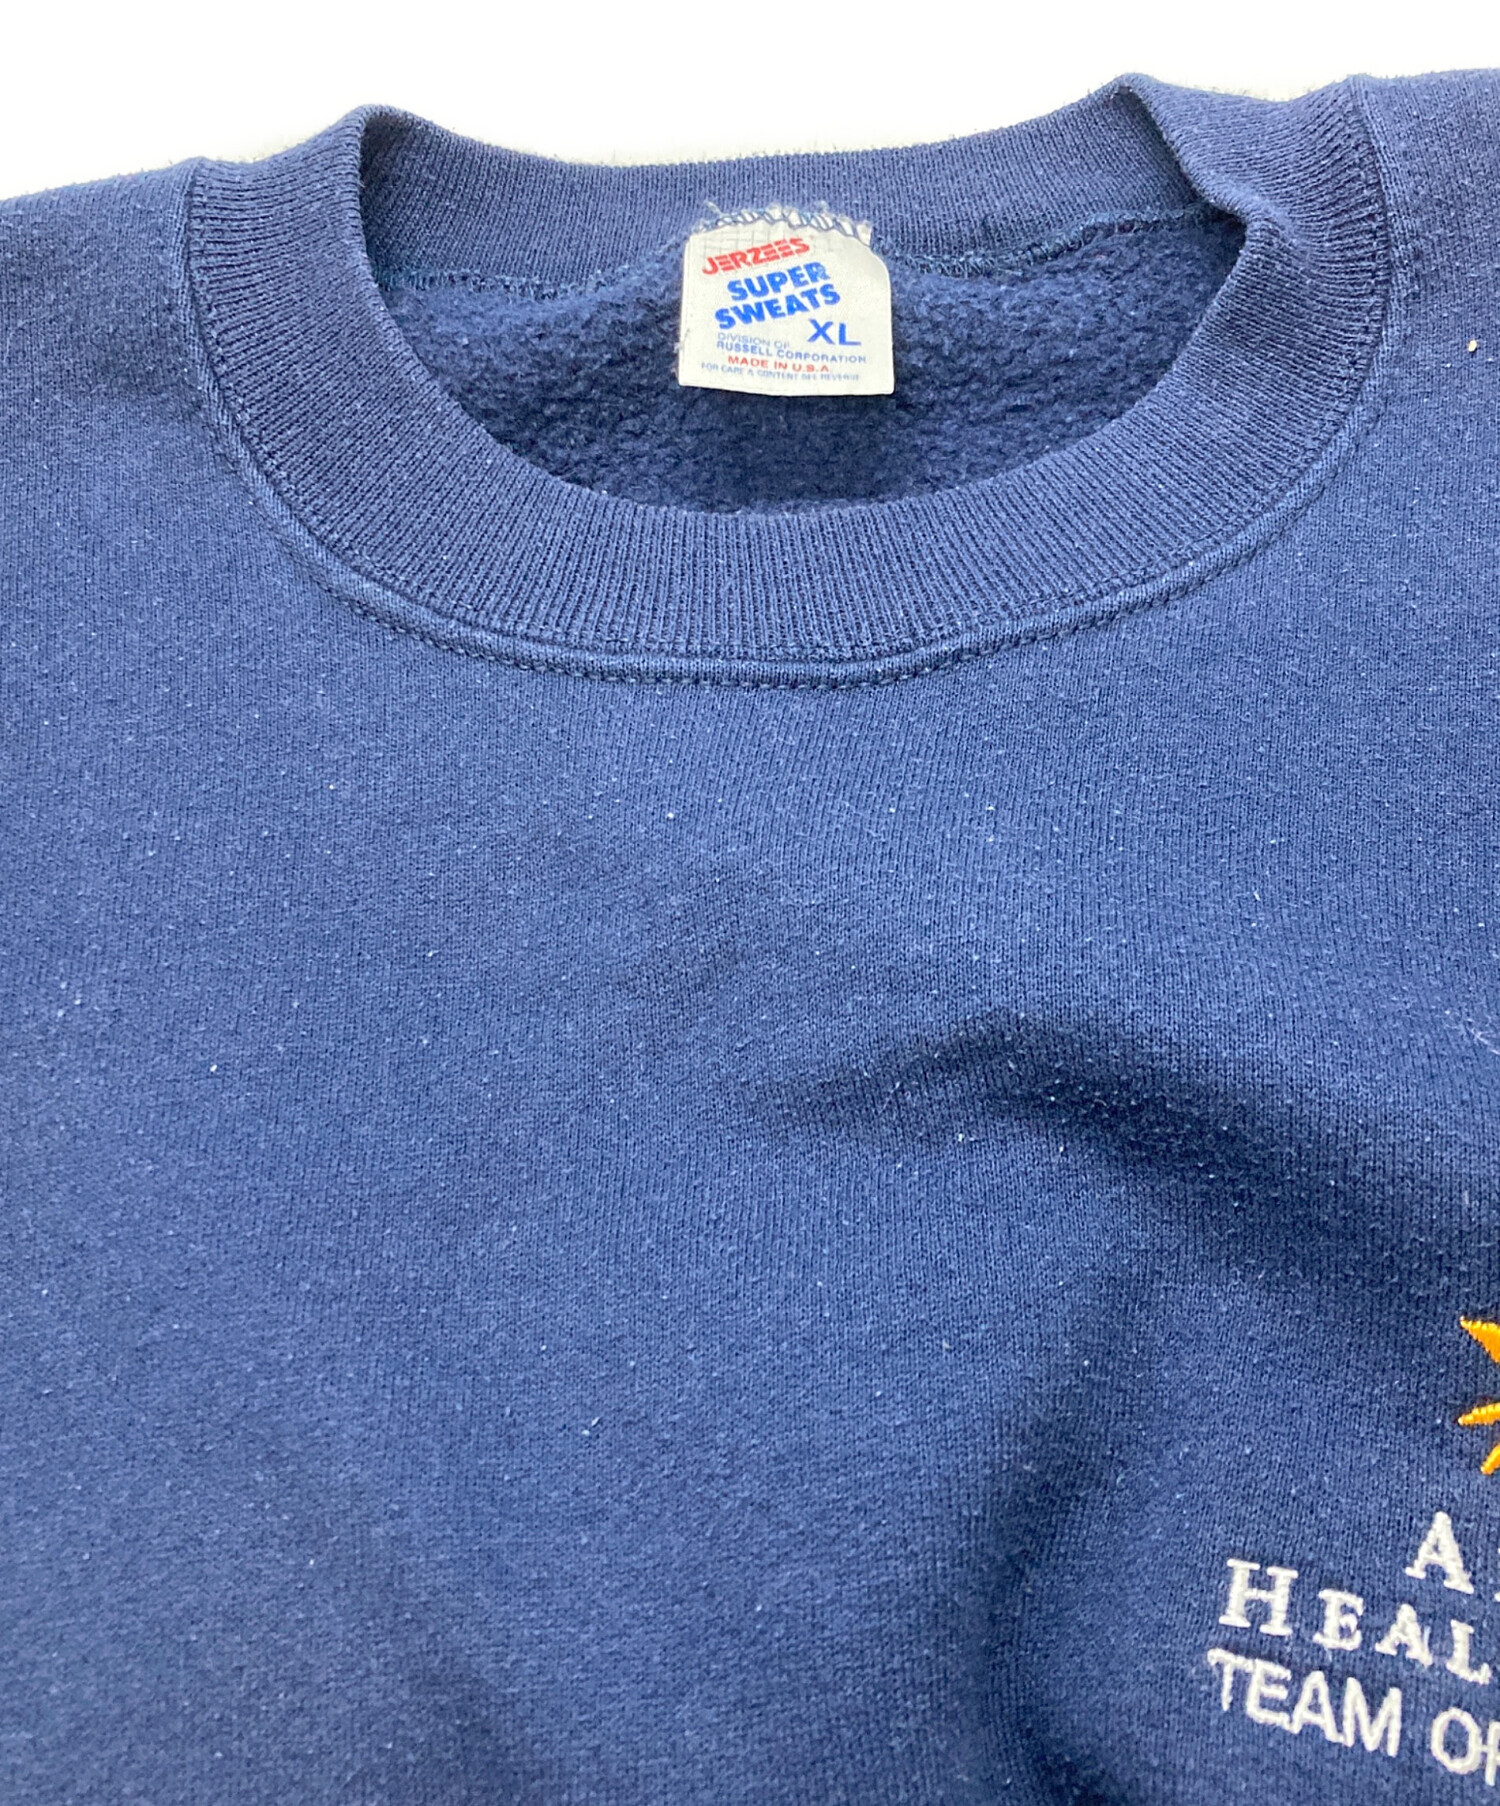 JERZEES
SUPER
SWEATS
XL
DIVISION OF
RUSSELL CORPORATION
MADE IN U.S.A.
FOR CARE & CONTENT SEE REVERSE
A
HEAL
TEAM OF